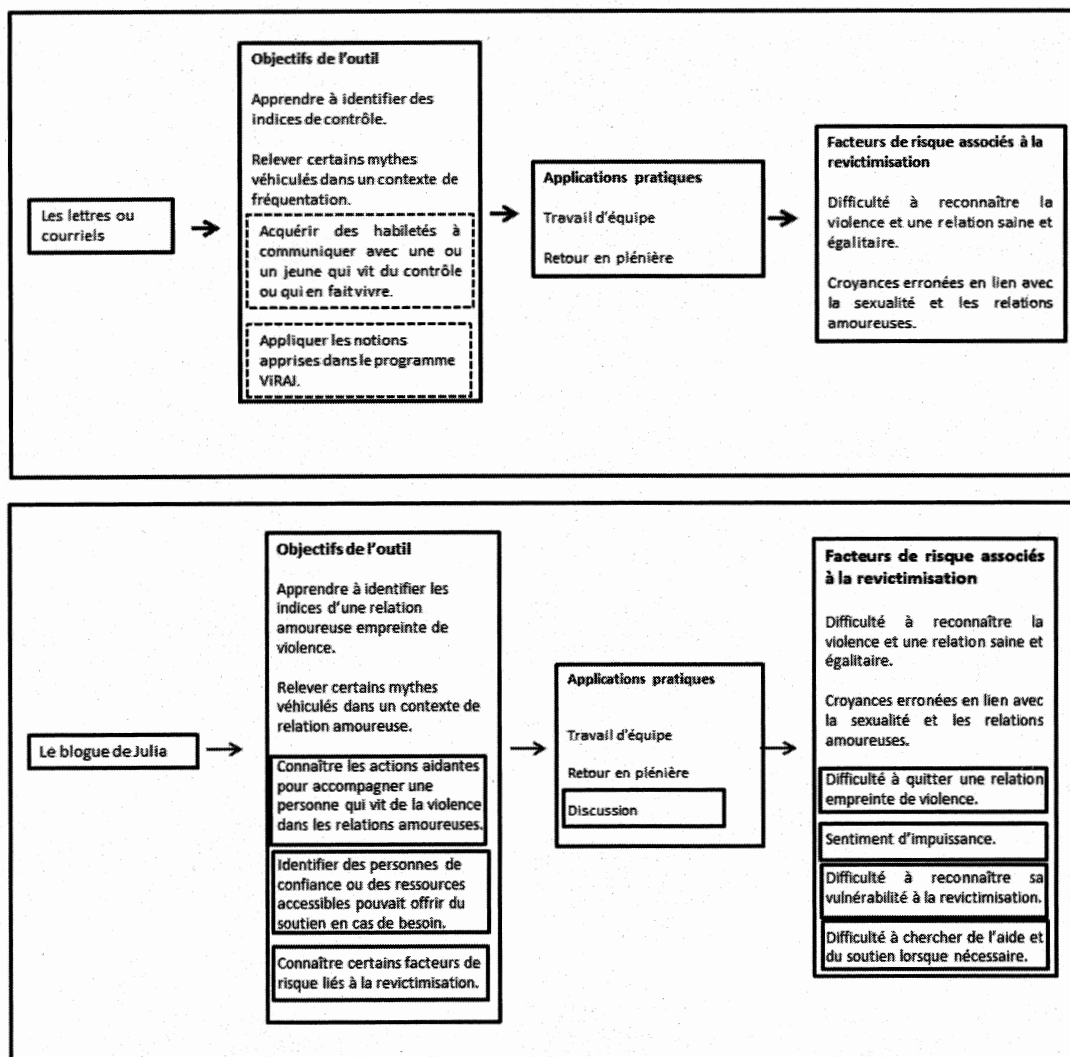 Les lettres ou
courriels
Objectifs de l'outil
Apprendre à identifier des
indices de contrôle.
Relever certains mythes
véhiculés dans un contexte de
fréquentation.
Acquérir des habiletés à
communiquer avec une ou
un jeune qui vit du contrôle
ou qui en fait vivre.
Appliquer les notions
apprises dans le programme
ViRAJ.
Applications pratiques
Travail d'équipe
Retour en plénière
Facteurs de risque associés à la
revictimisation
Difficulté à reconnaître la
violence et une relation saine et
égalitaire.
Croyances erronées en lien avec
la sexualité et les relations
amoureuses.
Le blogue de Julia
Objectifs de l'outil
Apprendre à identifier les
indices d'une relation
amoureuse empreinte de
violence.
Relever certains mythes
véhiculés dans un contexte de
relation amoureuse.
Connaître les actions aidantes
pour accompagner une
personne qui vit de la violence
dans les relations amoureuses.
Identifier des personnes de
confiance ou des ressources
accessibles pouvait offrir du
soutien en cas de besoin.
Connaître certains facteurs de
risque liés à la revictimisation.
Applications pratiques
Travail d'équipe
Retour en plénière
Discussion
Facteurs de risque associés
à la revictimisation
Difficulté à reconnaître la
violence et une relation saine et
égalitaire.
Croyances erronées en lien avec
la sexualité et les relations
amoureuses.
Difficulté à quitter une relation
empreinte de violence.
Sentiment d'impuissance.
Difficulté à reconnaître sa
vulnérabilité à la revictimisation.
Difficulté à chercher de l'aide et
du soutien lorsque nécessaire.